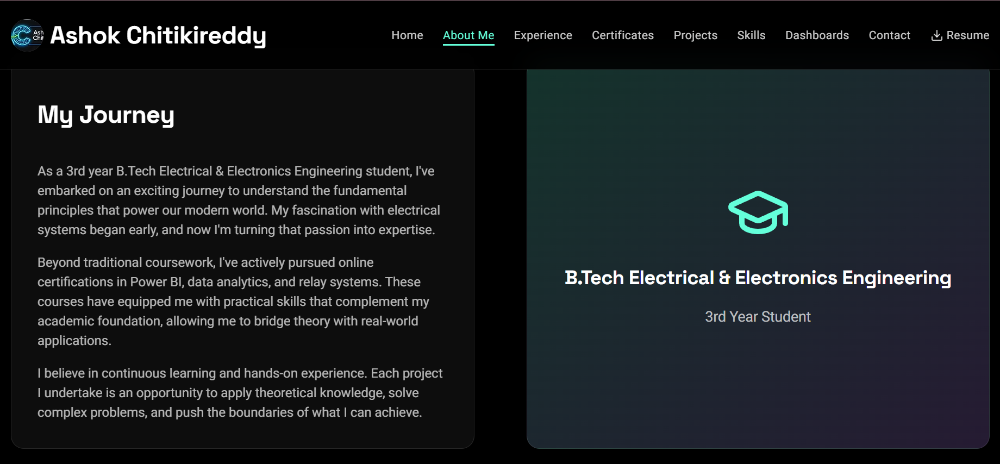 Ash
Chi
Ashok Chitikireddy
Home
About Me
Experience
Certificates
Projects
Skills
Dashboards
Contact
Resume
My Journey
As a 3rd year B.Tech Electrical & Electronics Engineering student, I've
embarked on an exciting journey to understand the fundamental
principles that power our modern world. My fascination with electrical
systems began early, and now I'm turning that passion into expertise.
Beyond traditional coursework, I've actively pursued online
certifications in Power BI, data analytics, and relay systems. These
courses have equipped me with practical skills that complement my
academic foundation, allowing me to bridge theory with real-world
applications.
I believe in continuous learning and hands-on experience. Each project
I undertake is an opportunity to apply theoretical knowledge, solve
complex problems, and push the boundaries of what I can achieve.
B.Tech Electrical & Electronics Engineering
3rd Year Student